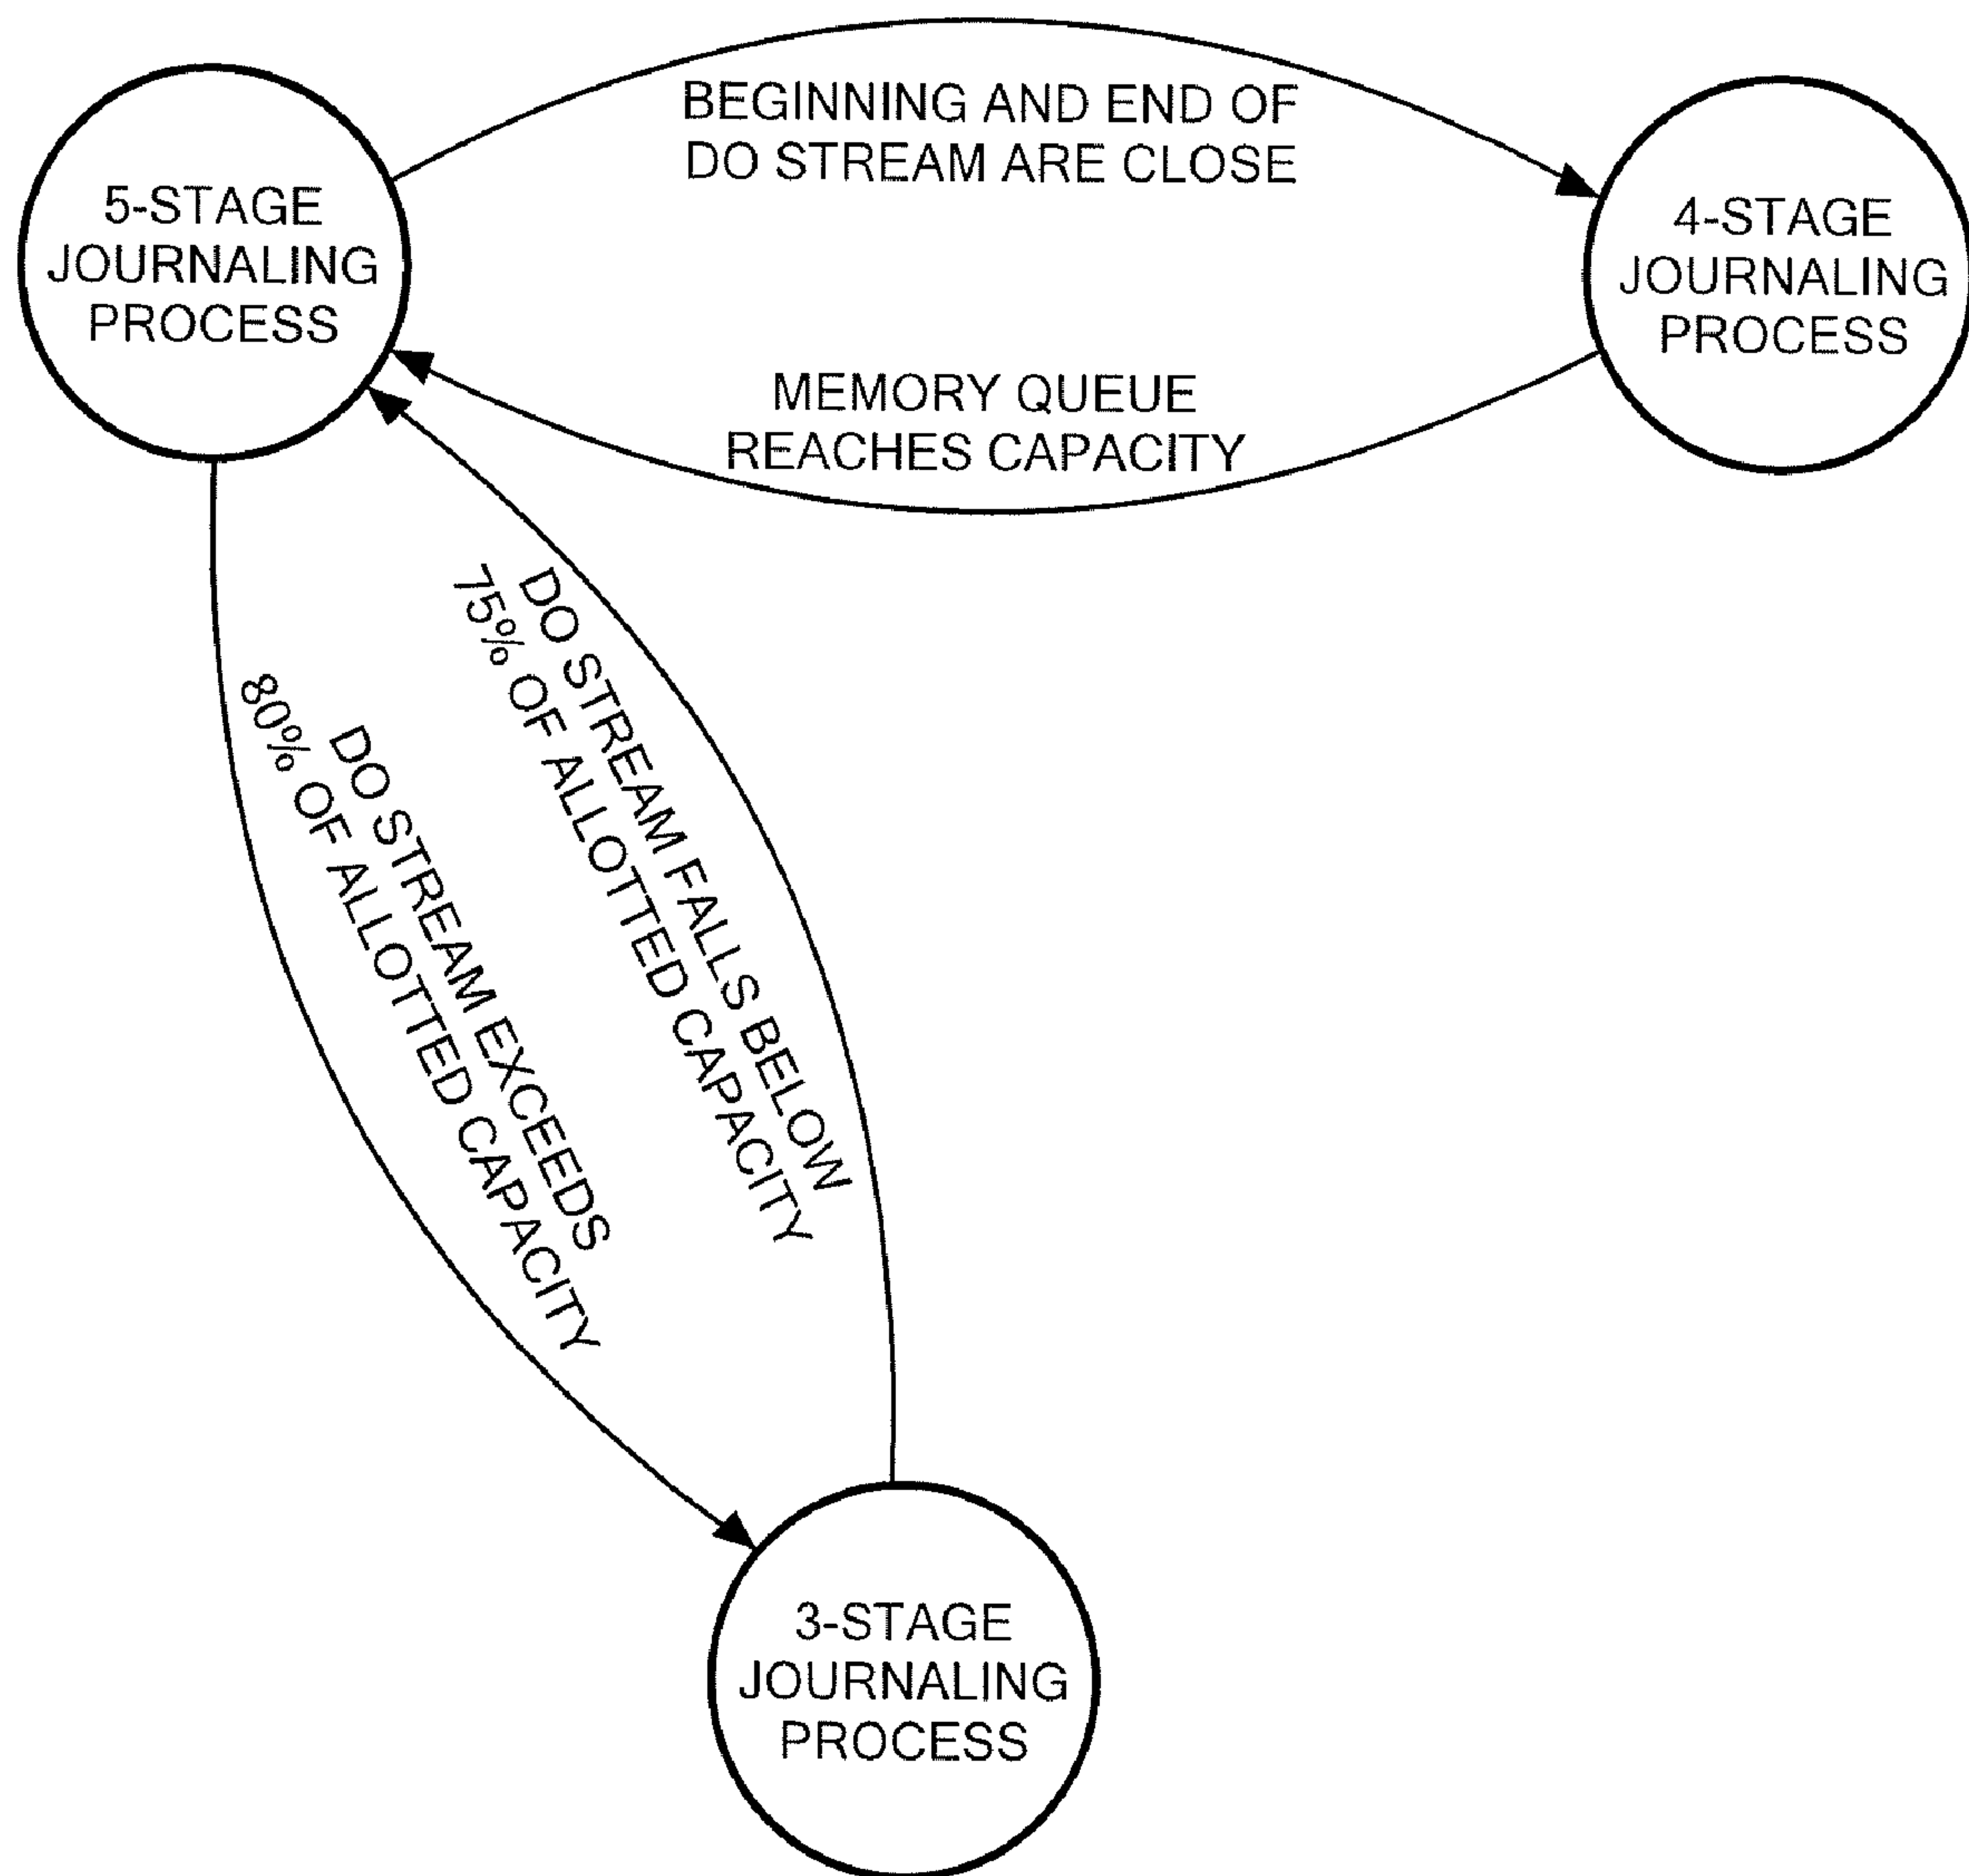 BEGINNING AND END OF
DO STREAM ARE CLOSE
5-STAGE
JOURNALING
PROCESS
4-STAGE
JOURNALING
PROCESS
MEMORY QUEUE
REACHES CAPACITY
DO STREAM FALLS BELOW
75% OF ALLOTTED CAPACITY
DO STREAM EXCEEDS
80% OF ALLOTTED CAPACITY
3-STAGE
JOURNALING
PROCESS